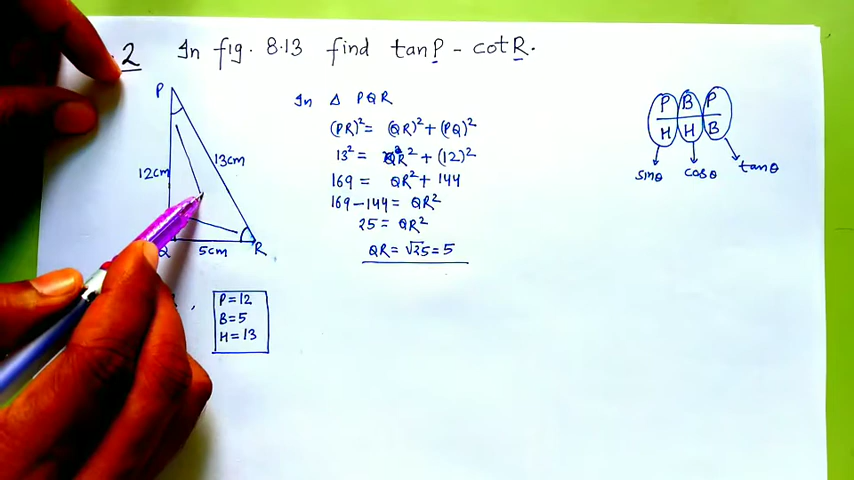 .2 In fig. 8.13 find tanP - cotR.
P
12cm
13cm
Q 5cm R
P=12
B=5
H=13
In Δ PQR
(PR)² = (QR)² + (PQ)²
13² = QR² + (12)²
169 = QR² + 144
169-144 = QR²
25 = QR²
QR = √25 = 5
P B P
H H B
sinθ cosθ tanθ